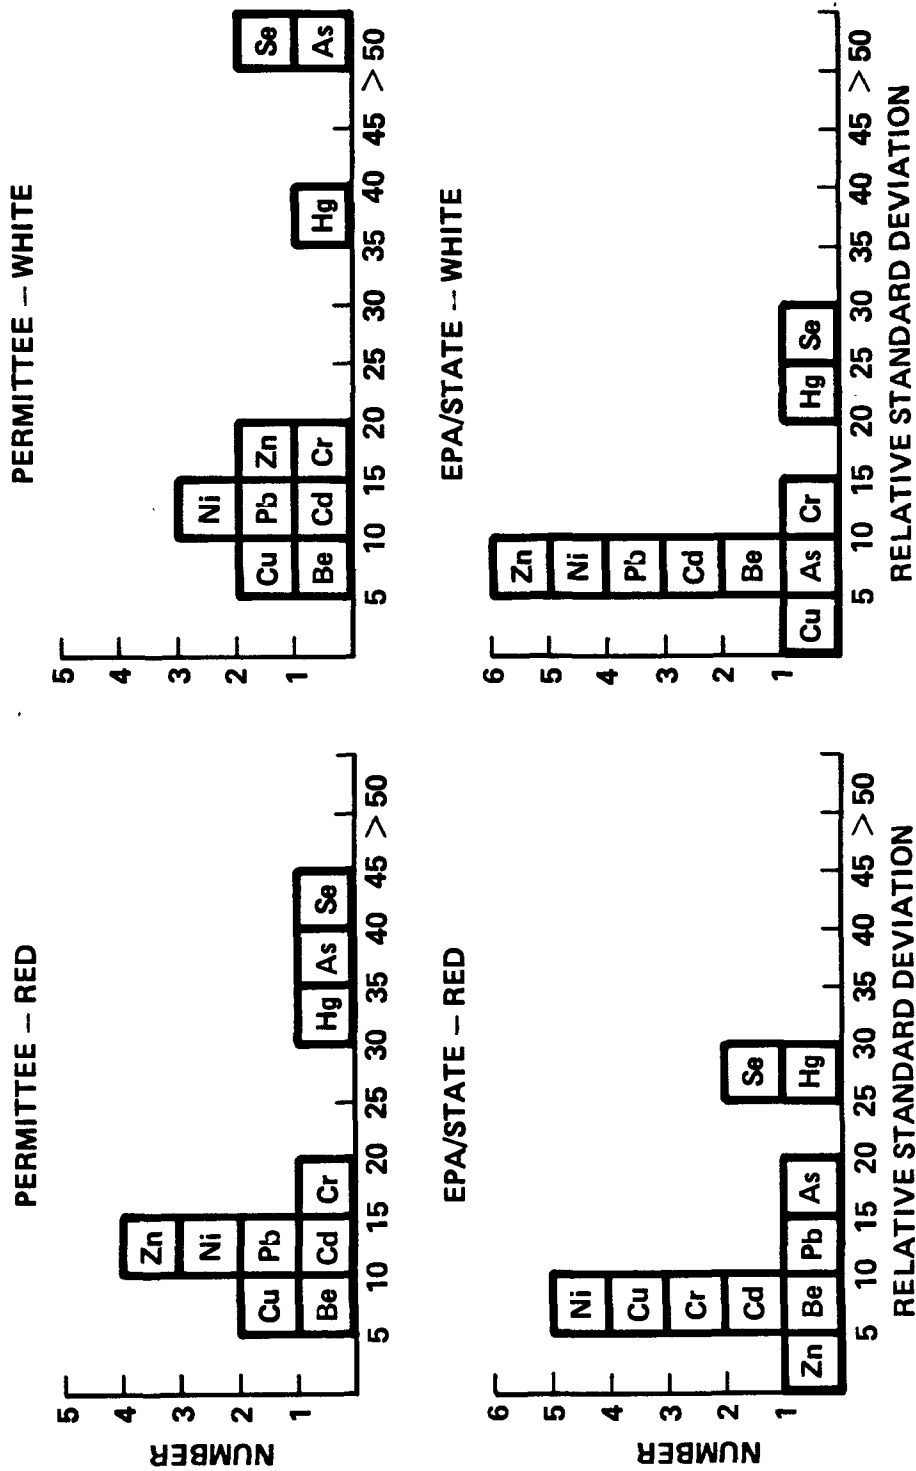 PERMITTEE – RED
NUMBER
5
4
3
2
1
Zn
Ni
Cu Pb
Be Cd Cr Hg As Se
5 10 15 20 25 30 35 40 45 > 50
PERMITTEE – WHITE
5
4
3
2
1
Ni
Cu Pb Zn Se
Be Cd Cr Hg As
5 10 15 20 25 30 35 40 45 > 50
EPA/STATE – RED
NUMBER
6
5
4
3
2
1
Ni
Cu
Cr
Cd Se
Zn Be Pb As Hg
5 10 15 20 25 30 35 40 45 > 50
RELATIVE STANDARD DEVIATION
EPA/STATE -- WHITE
6
5
4
3
2
1
Zn
Ni
Pb
Cd
Be
Cu As Cr Hg Se
5 10 15 20 25 30 35 40 45 > 50
RELATIVE STANDARD DEVIATION